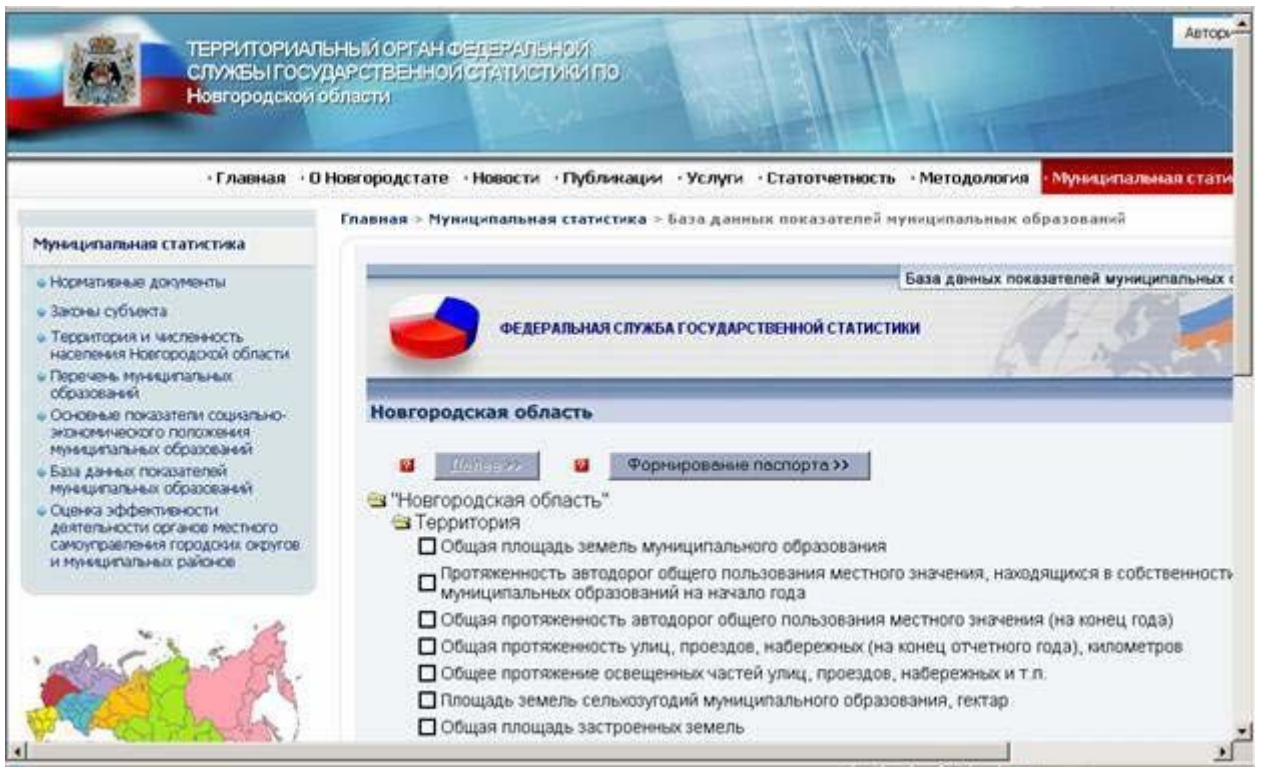 ТЕРРИТОРИАЛЬНЫЙ ОРГАН ФЕДЕРАЛЬНОЙ
СЛУЖБЫ ГОСУДАРСТВЕННОЙ СТАТИСТИКИ ПО
Новгородской области
Автори
· Главная · О Новгородстате · Новости · Публикации · Услуги · Статотчетность · Методология · Муниципальная стати
Главная > Муниципальная статистика > База данных показателей муниципальных образований
Муниципальная статистика
Нормативные документы
Законы субъекта
Территория и численность
населения Новгородской области
Перечень муниципальных
образований
Основные показатели социально-
экономического положения
муниципальных образований
База данных показателей
муниципальных образований
Оценка эффективности
деятельности органов местного
самоуправления городских округов
и муниципальных районов
База данных показателей муниципальных о
ФЕДЕРАЛЬНАЯ СЛУЖБА ГОСУДАРСТВЕННОЙ СТАТИСТИКИ
Новгородская область
Далее >> Формирование паспорта >>
"Новгородская область"
Территория
Общая площадь земель муниципального образования
Протяженность автодорог общего пользования местного значения, находящихся в собственность
муниципальных образований на начало года
Общая протяженность автодорог общего пользования местного значения (на конец года)
Общая протяженность улиц, проездов, набережных (на конец отчетного года), километров
Общее протяжение освещенных частей улиц, проездов, набережных и т.п.
Площадь земель сельхозугодий муниципального образования, гектар
Общая площадь застроенных земель